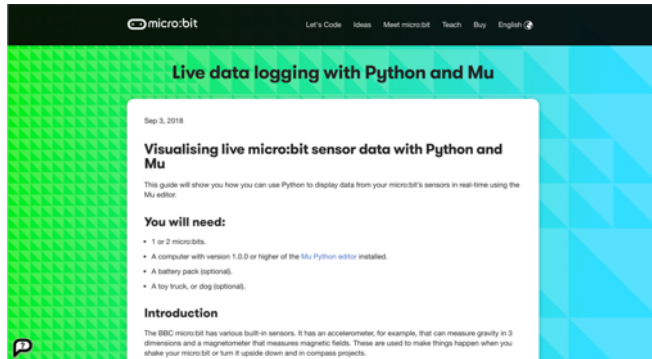 micro:bit
Let's Code Ideas Meet micro:bit Teach Buy English
Live data logging with Python and Mu
Sep 3, 2018
Visualising live micro:bit sensor data with Python and
Mu
This guide will show you how you can use Python to display data from your micro:bit's sensors in real-time using the
Mu editor.
You will need:
• 1 or 2 micro:bits.
• A computer with version 1.0.0 or higher of the Mu Python editor installed.
• A battery pack (optional).
• A toy truck, or dog (optional).
Introduction
The BBC micro:bit has various built-in sensors. It has an accelerometer, for example, that can measure gravity in 3
dimensions and a magnetometer that measures magnetic fields. These are used to make things happen when you
shake your micro:bit or turn it upside down and in compass projects.
?